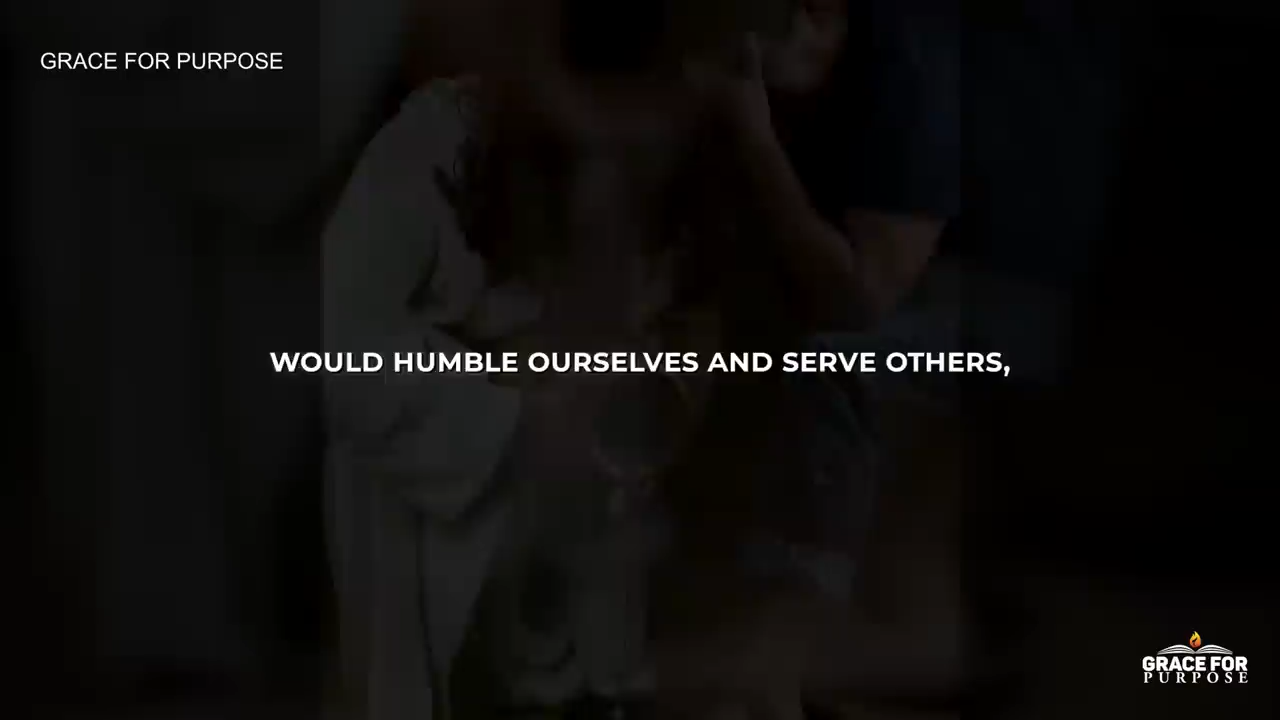 GRACE FOR PURPOSE
WOULD HUMBLE OURSELVES AND SERVE OTHERS,
GRACE FOR
PURPOSE